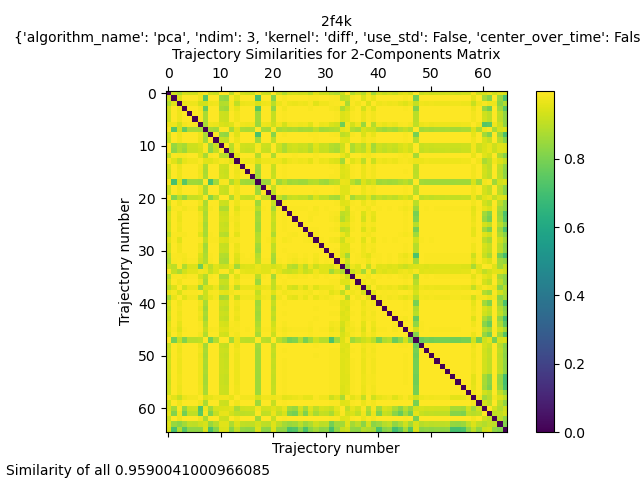 2f4k
{'algorithm_name': 'pca', 'ndim': 3, 'kernel': 'diff', 'use_std': False, 'center_over_time': Fals
Trajectory Similarities for 2-Components Matrix
0 10 20 30 40 50 60
0
10
20
30
40
50
60
Trajectory number
Trajectory number
0.8
0.6
0.4
0.2
0.0
Similarity of all 0.9590041000966085